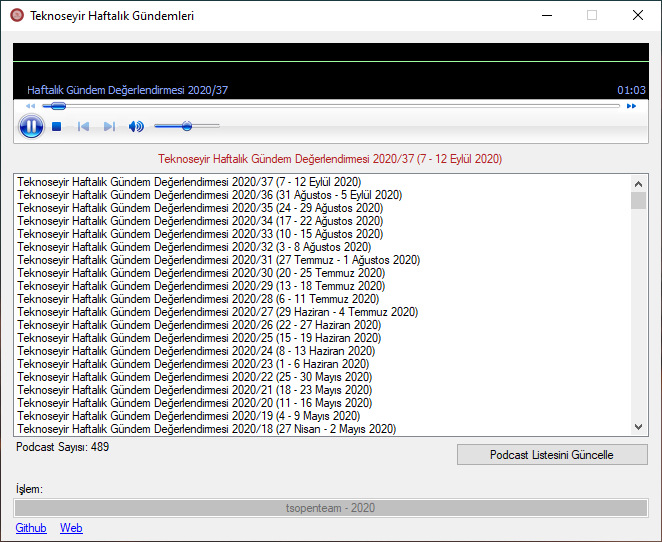 Teknoseyir Haftalık Gündemleri
Haftalık Gündem Değerlendirmesi 2020/37 01:03
Teknoseyir Haftalık Gündem Değerlendirmesi 2020/37 (7 - 12 Eylül 2020)
Teknoseyir Haftalık Gündem Değerlendirmesi 2020/37 (7 - 12 Eylül 2020)
Teknoseyir Haftalık Gündem Değerlendirmesi 2020/36 (31 Ağustos - 5 Eylül 2020)
Teknoseyir Haftalık Gündem Değerlendirmesi 2020/35 (24 - 29 Ağustos 2020)
Teknoseyir Haftalık Gündem Değerlendirmesi 2020/34 (17 - 22 Ağustos 2020)
Teknoseyir Haftalık Gündem Değerlendirmesi 2020/33 (10 - 15 Ağustos 2020)
Teknoseyir Haftalık Gündem Değerlendirmesi 2020/32 (3 - 8 Ağustos 2020)
Teknoseyir Haftalık Gündem Değerlendirmesi 2020/31 (27 Temmuz - 1 Ağustos 2020)
Teknoseyir Haftalık Gündem Değerlendirmesi 2020/30 (20 - 25 Temmuz 2020)
Teknoseyir Haftalık Gündem Değerlendirmesi 2020/29 (13 - 18 Temmuz 2020)
Teknoseyir Haftalık Gündem Değerlendirmesi 2020/28 (6 - 11 Temmuz 2020)
Teknoseyir Haftalık Gündem Değerlendirmesi 2020/27 (29 Haziran - 4 Temmuz 2020)
Teknoseyir Haftalık Gündem Değerlendirmesi 2020/26 (22 - 27 Haziran 2020)
Teknoseyir Haftalık Gündem Değerlendirmesi 2020/25 (15 - 19 Haziran 2020)
Teknoseyir Haftalık Gündem Değerlendirmesi 2020/24 (8 - 13 Haziran 2020)
Teknoseyir Haftalık Gündem Değerlendirmesi 2020/23 (1 - 6 Haziran 2020)
Teknoseyir Haftalık Gündem Değerlendirmesi 2020/22 (25 - 30 Mayıs 2020)
Teknoseyir Haftalık Gündem Değerlendirmesi 2020/21 (18 - 23 Mayıs 2020)
Teknoseyir Haftalık Gündem Değerlendirmesi 2020/20 (11 - 16 Mayıs 2020)
Teknoseyir Haftalık Gündem Değerlendirmesi 2020/19 (4 - 9 Mayıs 2020)
Teknoseyir Haftalık Gündem Değerlendirmesi 2020/18 (27 Nisan - 2 Mayıs 2020)
Podcast Sayısı: 489
Podcast Listesini Güncelle
İşlem:
tsopenteam - 2020
Github Web